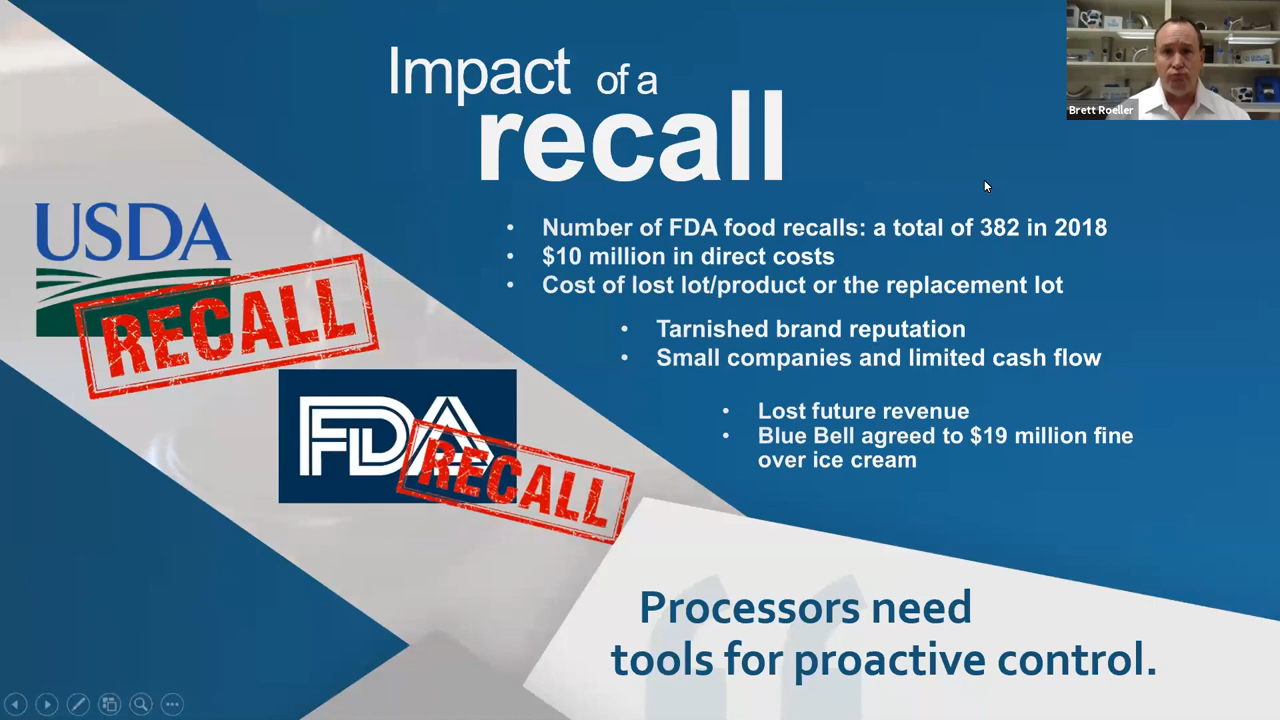 Impact of a
recall
Brett Roeller
USDA
RECALL
FDA
RECALL
• Number of FDA food recalls: a total of 382 in 2018
• $10 million in direct costs
• Cost of lost lot/product or the replacement lot
• Tarnished brand reputation
• Small companies and limited cash flow
• Lost future revenue
• Blue Bell agreed to $19 million fine
over ice cream
Processors need
tools for proactive control.